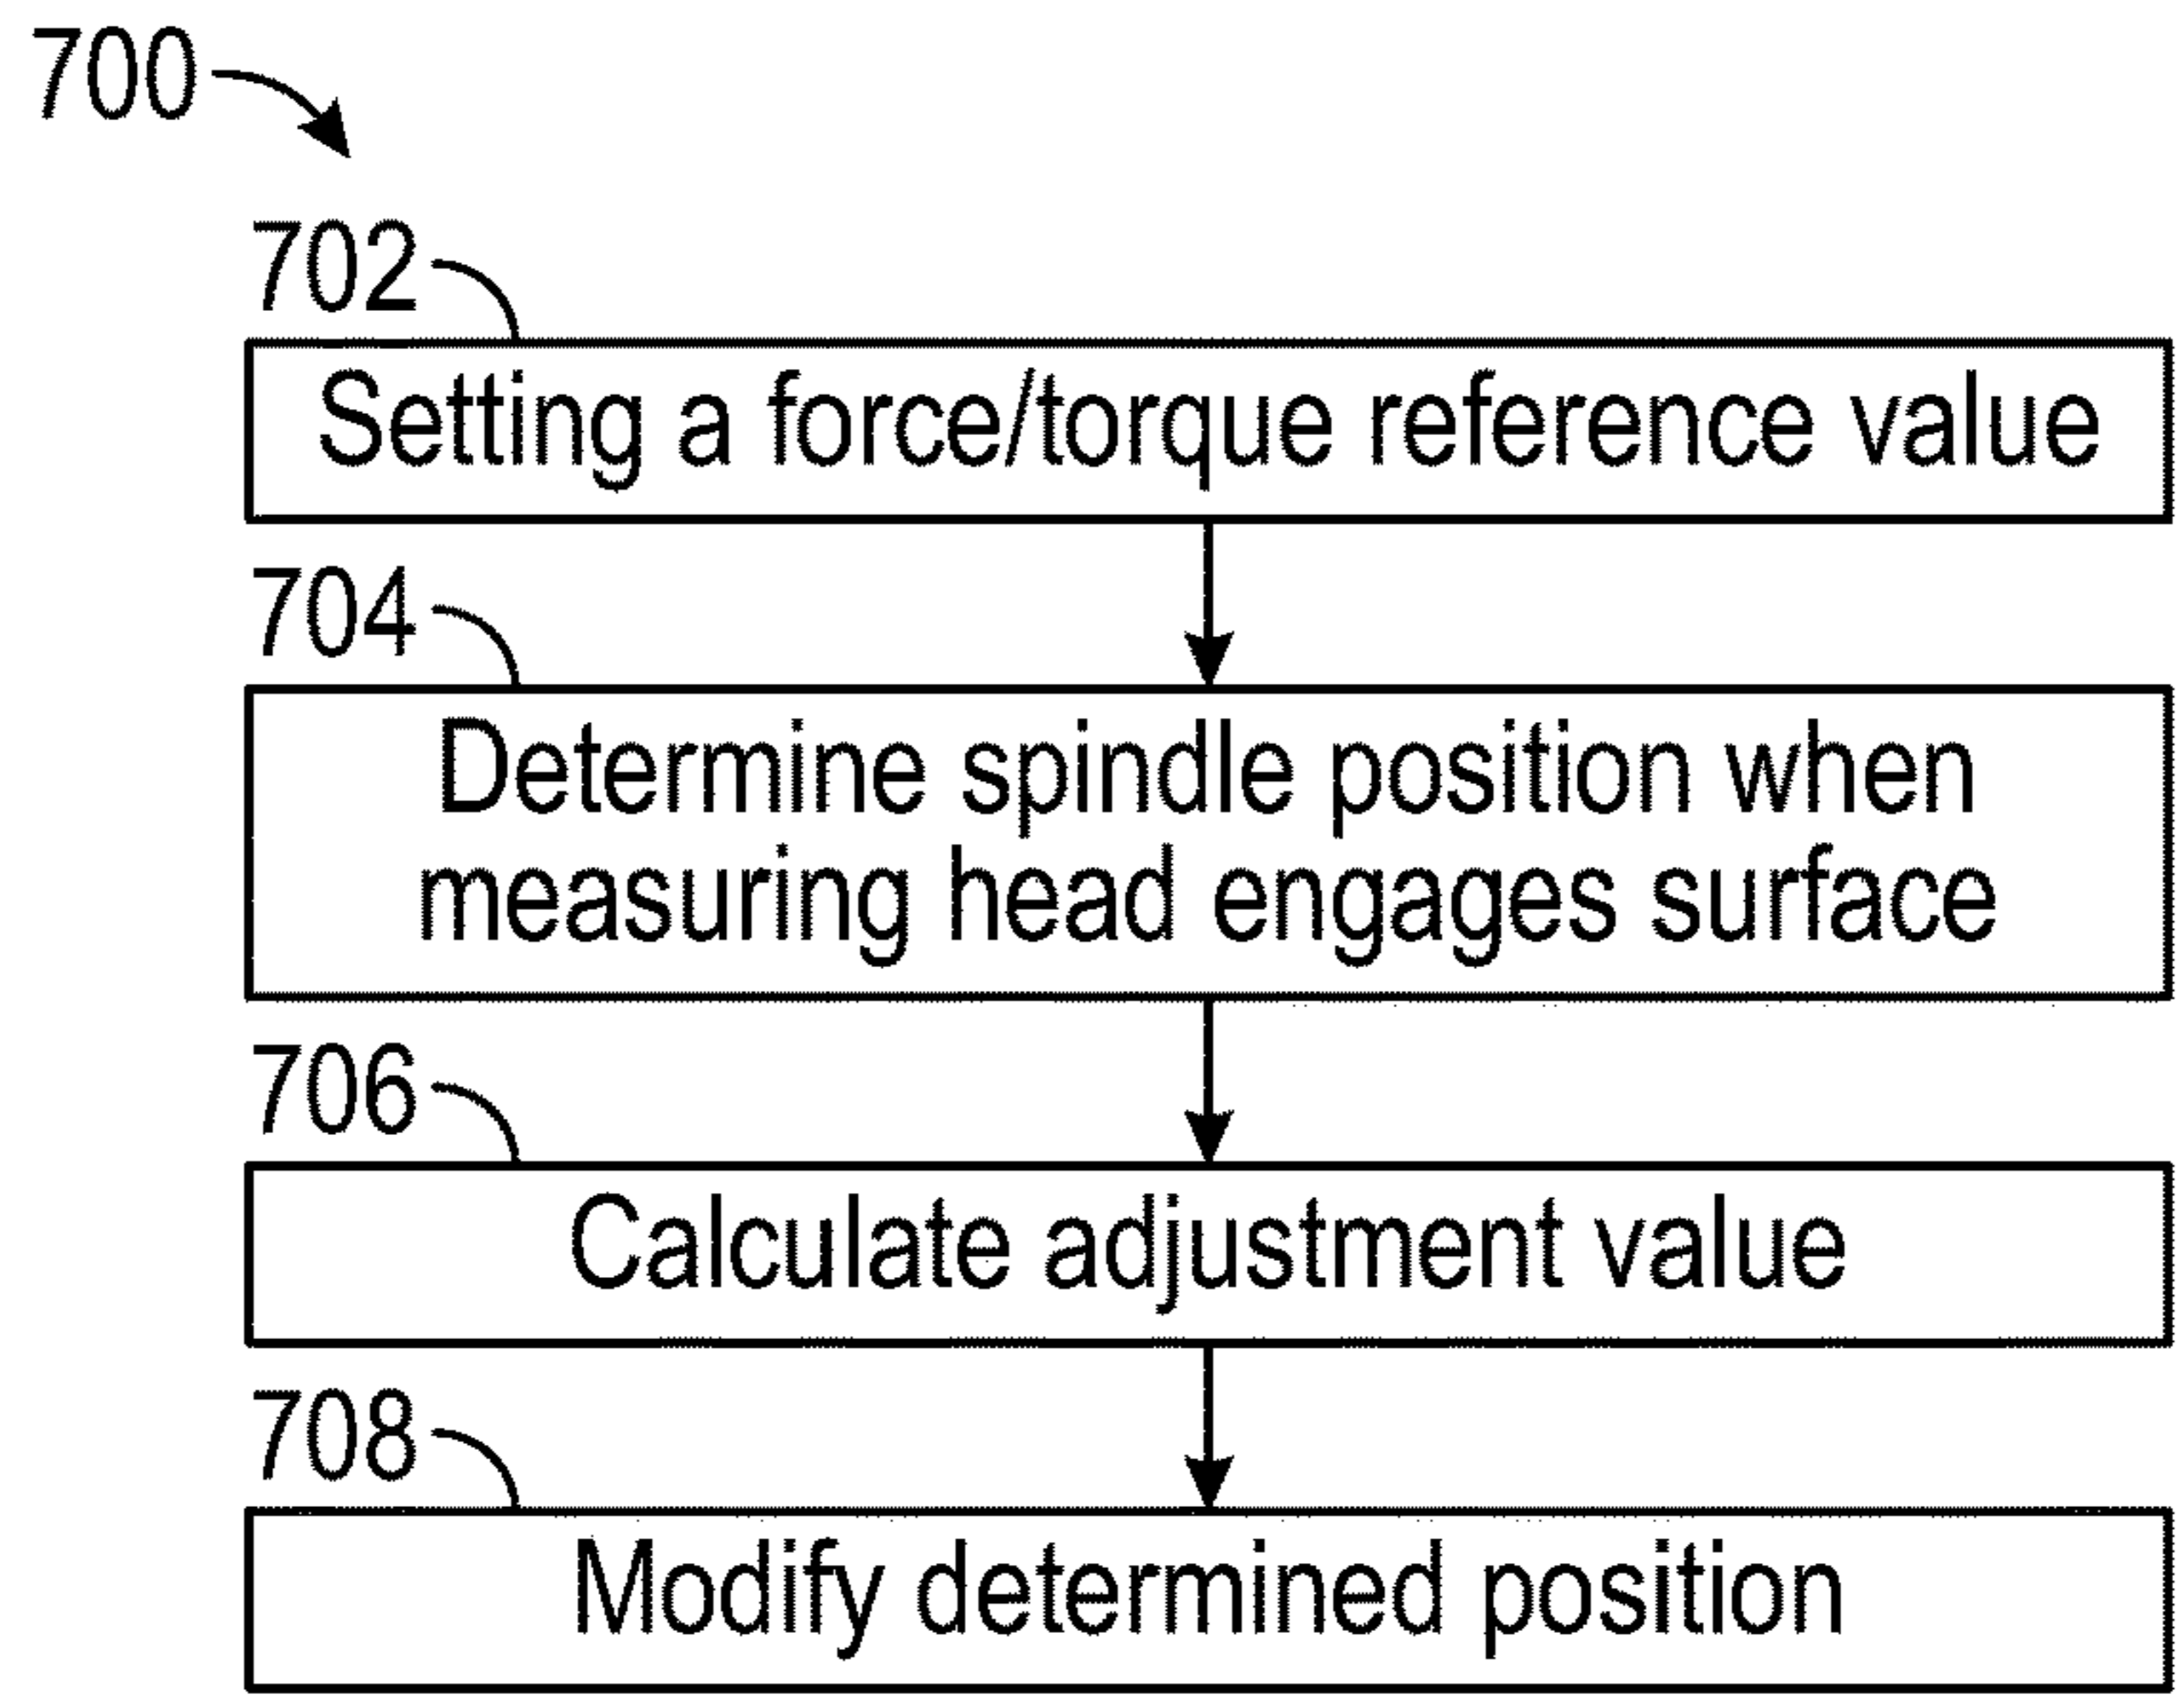 700
702
Setting a force/torque reference value
704
Determine spindle position when
measuring head engages surface
706
Calculate adjustment value
708
Modify determined position